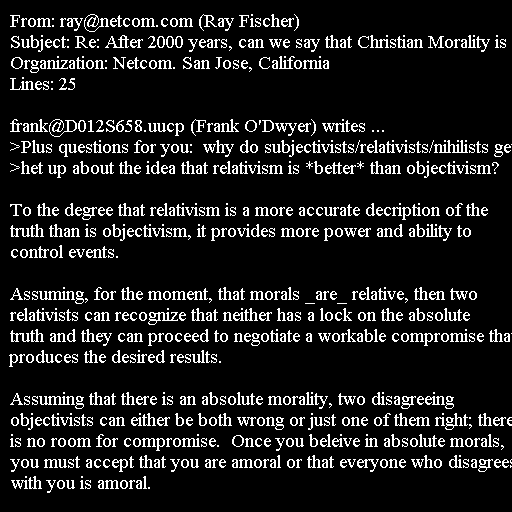 From: ray@netcom.com (Ray Fischer)
Subject: Re: After 2000 years, can we say that Christian Morality is
Organization: Netcom. San Jose, California
Lines: 25
frank@D012S658.uucp (Frank O'Dwyer) writes ...
>Plus questions for you:  why do subjectivists/relativists/nihilists ge
>het up about the idea that relativism is *better* than objectivism?
To the degree that relativism is a more accurate decription of the
truth than is objectivism, it provides more power and ability to
control events.
Assuming, for the moment, that morals _are_ relative, then two
relativists can recognize that neither has a lock on the absolute
truth and they can proceed to negotiate a workable compromise tha
produces the desired results.
Assuming that there is an absolute morality, two disagreeing
objectivists can either be both wrong or just one of them right; there
is no room for compromise.  Once you beleive in absolute morals,
you must accept that you are amoral or that everyone who disagrees
with you is amoral.